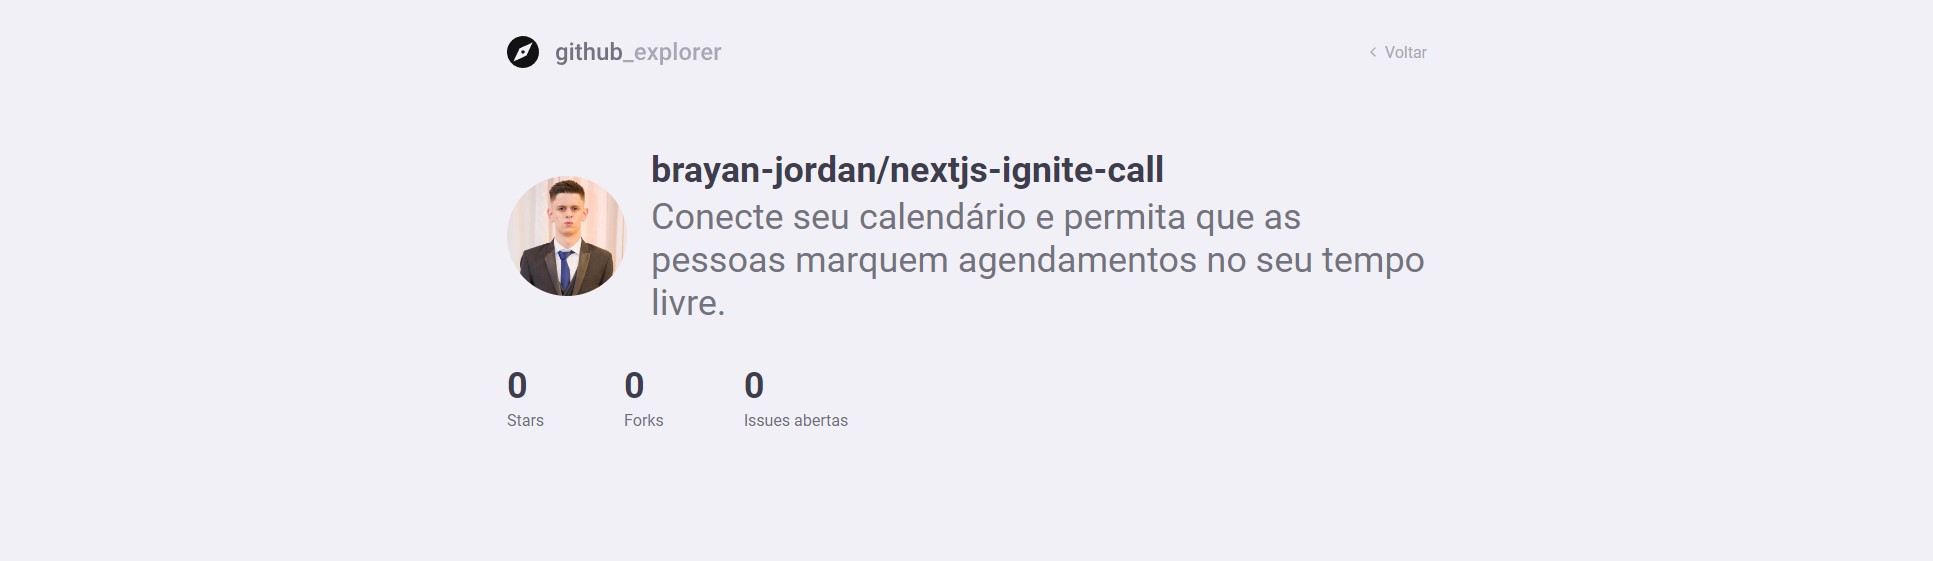 github_explorer
Voltar
brayan-jordan/nextjs-ignite-call
Conecte seu calendário e permita que as
pessoas marquem agendamentos no seu tempo
livre.
0 0 0
Stars Forks Issues abertas